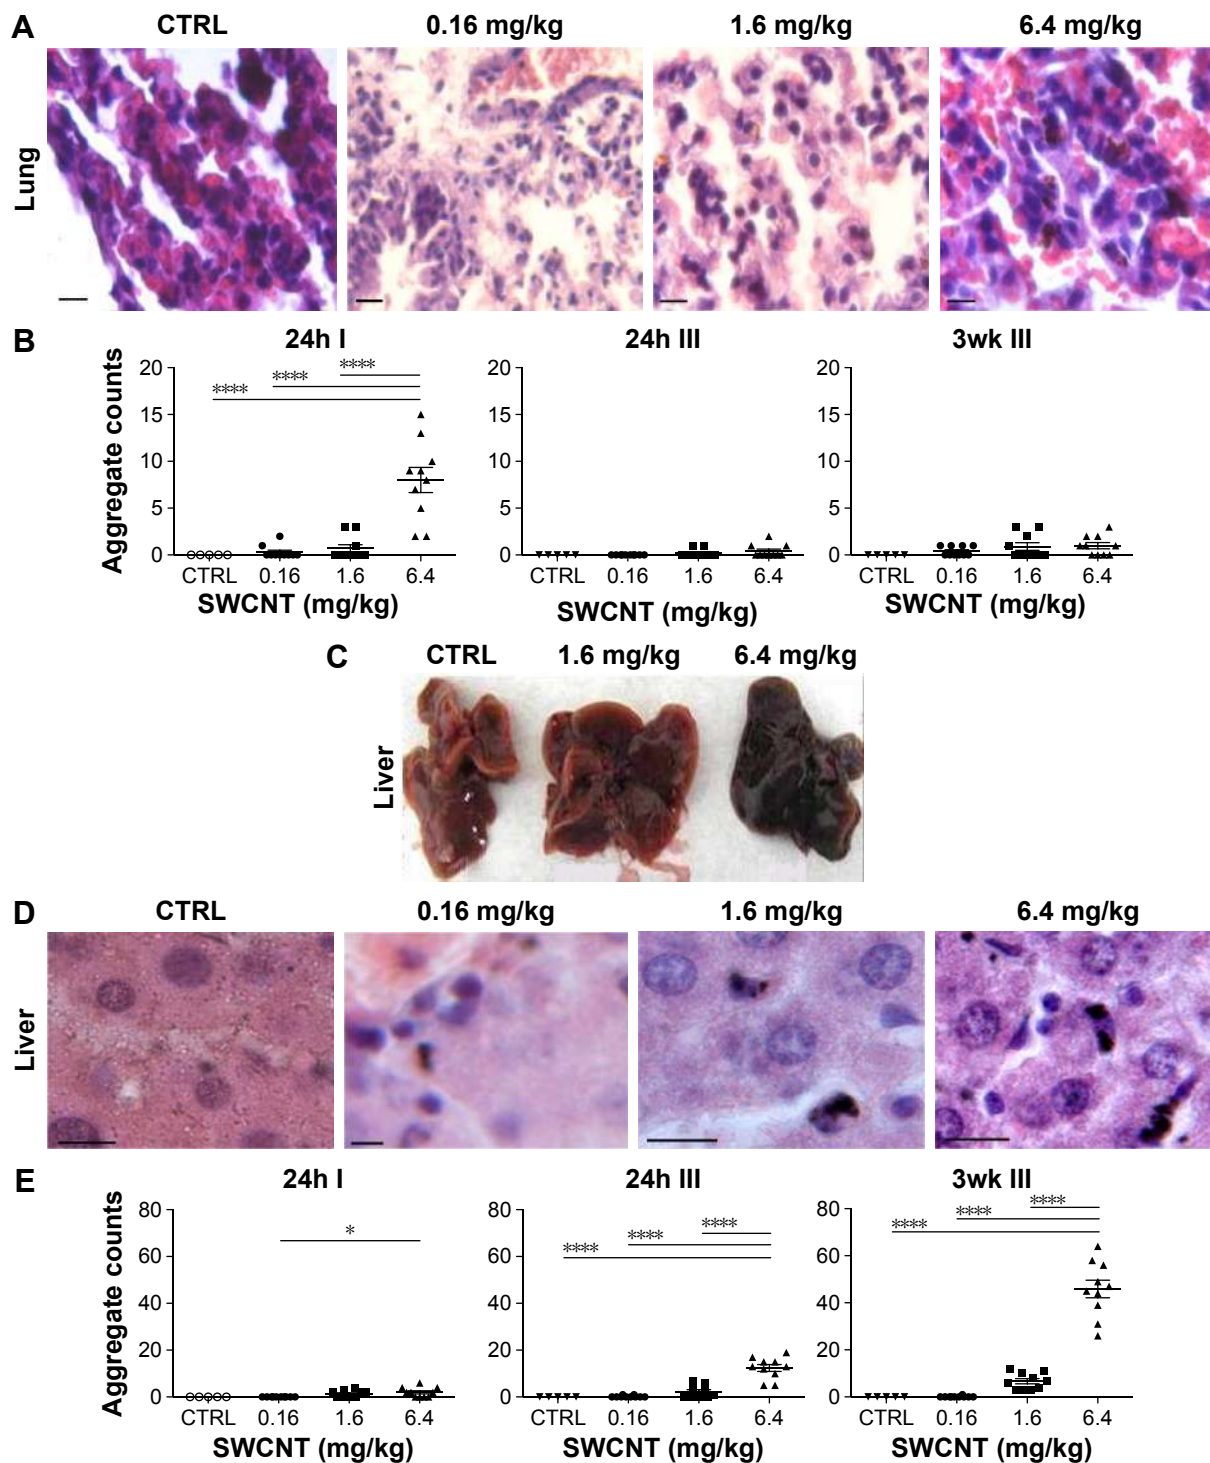 A CTRL 0.16 mg/kg 1.6 mg/kg 6.4 mg/kg
Lung
B 24h I 24h III 3wk III
Aggregate counts
20 20 20
**** **** ****
15 15 15
10 10 10
5 5 5
0 0 0
CTRL 0.16 1.6 6.4 CTRL 0.16 1.6 6.4 CTRL 0.16 1.6 6.4
SWCNT (mg/kg) SWCNT (mg/kg) SWCNT (mg/kg)
C CTRL 1.6 mg/kg 6.4 mg/kg
Liver
D CTRL 0.16 mg/kg 1.6 mg/kg 6.4 mg/kg
Liver
E 24h I 24h III 3wk III
Aggregate counts
80 80 80
* **** **** **** **** **** ****
60 60 60
40 40 40
20 20 20
0 0 0
CTRL 0.16 1.6 6.4 CTRL 0.16 1.6 6.4 CTRL 0.16 1.6 6.4
SWCNT (mg/kg) SWCNT (mg/kg) SWCNT (mg/kg)